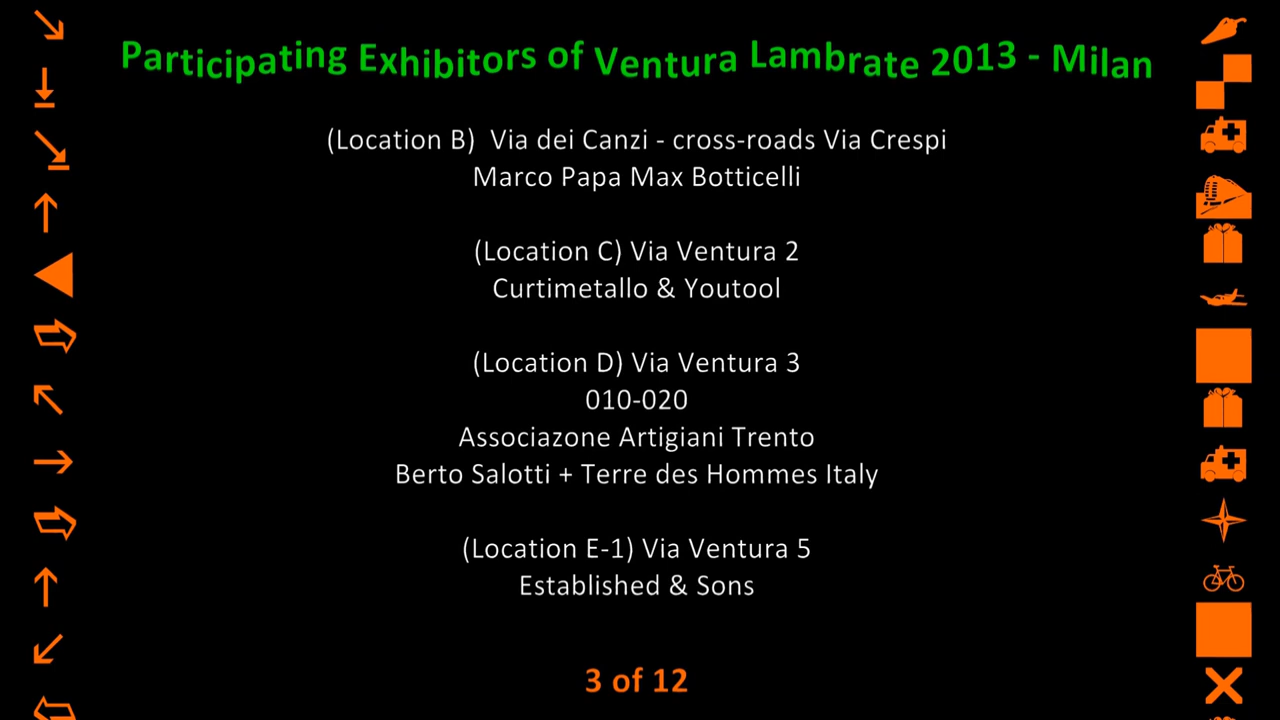 Participating Exhibitors of Ventura Lambrate 2013 - Milan
(Location B) Via dei Canzi - cross-roads Via Crespi
Marco Papa Max Botticelli
(Location C) Via Ventura 2
Curtimetallo & Youtool
(Location D) Via Ventura 3
010-020
Associazone Artigiani Trento
Berto Salotti + Terre des Hommes Italy
(Location E-1) Via Ventura 5
Established & Sons
3 of 12